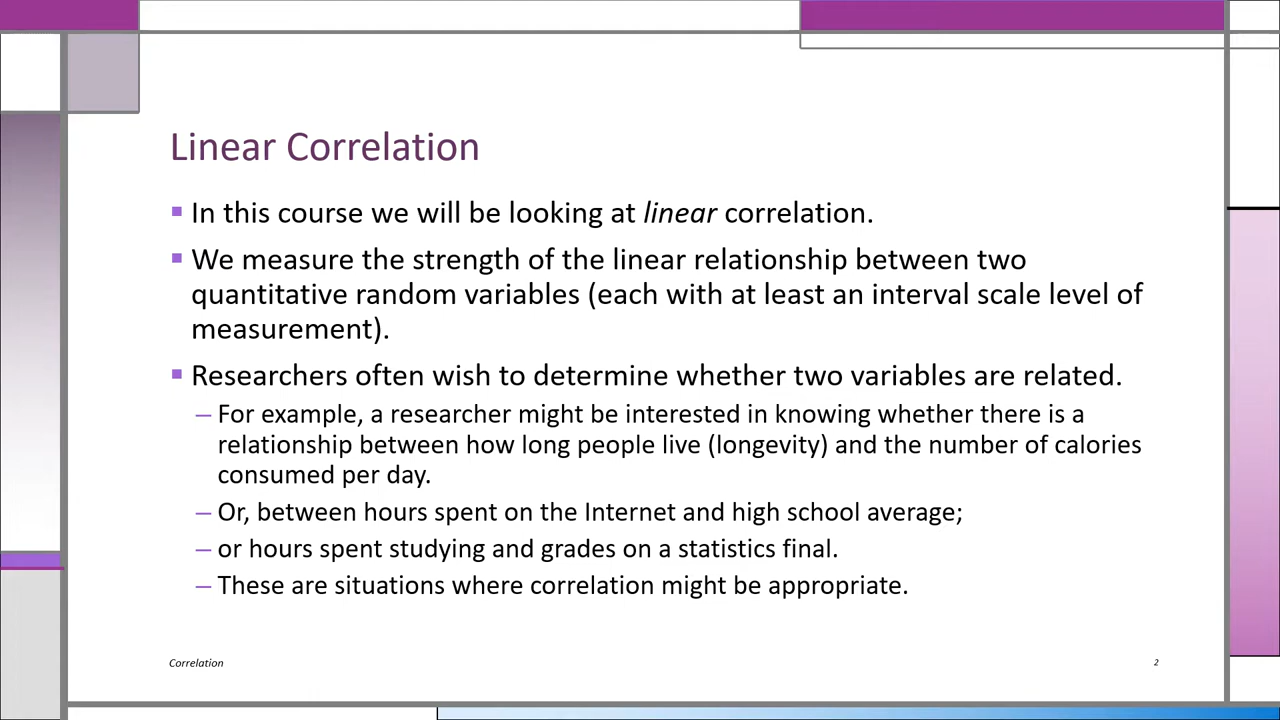 Linear Correlation
▪ In this course we will be looking at linear correlation.
▪ We measure the strength of the linear relationship between two
quantitative random variables (each with at least an interval scale level of
measurement).
▪ Researchers often wish to determine whether two variables are related.
– For example, a researcher might be interested in knowing whether there is a
relationship between how long people live (longevity) and the number of calories
consumed per day.
– Or, between hours spent on the Internet and high school average;
– or hours spent studying and grades on a statistics final.
– These are situations where correlation might be appropriate.
Correlation
2